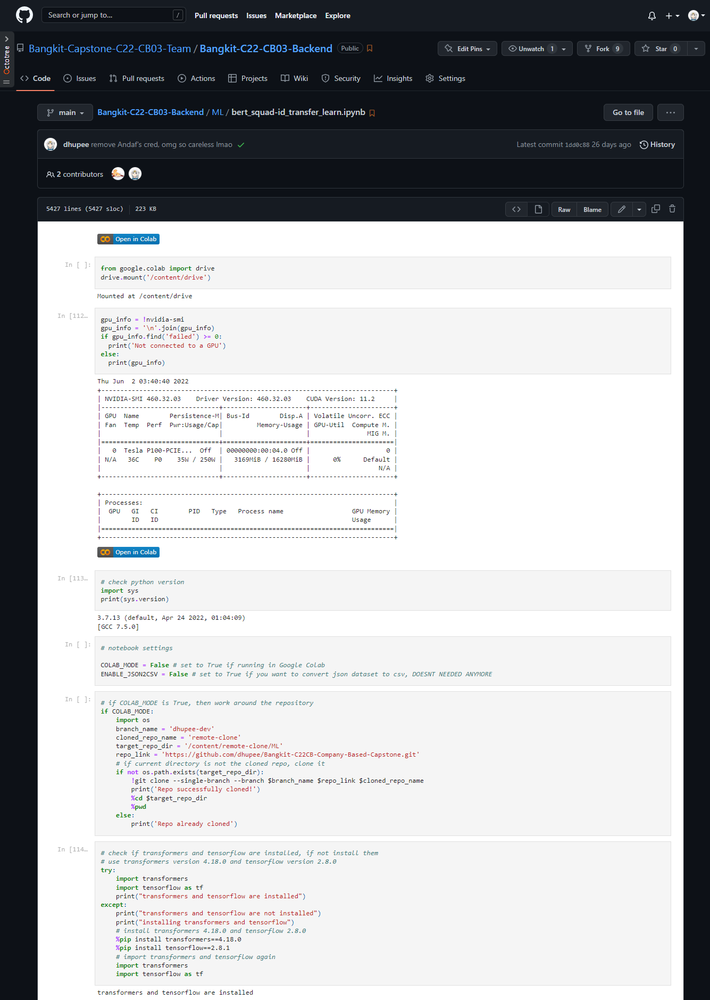 Search or jump to... /
Pull requests Issues Marketplace Explore
Octotree
Bangkit-Capstone-C22-CB03-Team / Bangkit-C22-CB03-Backend Public
Edit Pins Unwatch 1 Fork 9 Star 0
Code Issues Pull requests Actions Projects Wiki Security Insights Settings
main Bangkit-C22-CB03-Backend / ML / bert_squad-id_transfer_learn.ipynb Go to file ...
dhupee remove Andaf's cred, omg so careless lmao Latest commit 1dd0c88 26 days ago History
2 contributors
5427 lines (5427 sloc) 223 KB Raw Blame
Open in Colab
In [ ]:
from google.colab import drive
drive.mount('/content/drive')
Mounted at /content/drive
In [112…
gpu_info = !nvidia-smi
gpu_info = '\n'.join(gpu_info)
if gpu_info.find('failed') >= 0:
  print('Not connected to a GPU')
else:
  print(gpu_info)
Thu Jun  2 03:40:40 2022
+-----------------------------------------------------------------------------+
| NVIDIA-SMI 460.32.03    Driver Version: 460.32.03    CUDA Version: 11.2     |
|-------------------------------+----------------------+----------------------+
| GPU  Name        Persistence-M| Bus-Id        Disp.A | Volatile Uncorr. ECC |
| Fan  Temp  Perf  Pwr:Usage/Cap|         Memory-Usage | GPU-Util  Compute M. |
|                               |                      |               MIG M. |
|===============================+======================+======================|
|   0  Tesla P100-PCIE...  Off  | 00000000:00:04.0 Off |                    0 |
| N/A   36C    P0    35W / 250W |   3169MiB / 16280MiB |      0%      Default |
|                               |                      |                  N/A |
+-------------------------------+----------------------+----------------------+
+-----------------------------------------------------------------------------+
| Processes:                                                                  |
|  GPU   GI   CI        PID   Type   Process name                  GPU Memory |
|        ID   ID                                                   Usage      |
|=============================================================================|
+-----------------------------------------------------------------------------+
Open in Colab
In [113…
# check python version
import sys
print(sys.version)
3.7.13 (default, Apr 24 2022, 01:04:09)
[GCC 7.5.0]
In [ ]:
# notebook settings
COLAB_MODE = False # set to True if running in Google Colab
ENABLE_JSON2CSV = False # set to True if you want to convert json dataset to csv, DOESNT NEEDED ANYMORE
In [ ]:
# if COLAB_MODE is True, then work around the repository
if COLAB_MODE:
    import os
    branch_name = 'dhupee-dev'
    cloned_repo_name = 'remote-clone'
    target_repo_dir = '/content/remote-clone/ML'
    repo_link = 'https://github.com/dhupee/Bangkit-C22CB-Company-Based-Capstone.git'
    # if current directory is not the cloned repo, clone it
    if not os.path.exists(target_repo_dir):
        !git clone --single-branch --branch $branch_name $repo_link $cloned_repo_name
        print('Repo successfully cloned!')
        %cd $target_repo_dir
        %pwd
    else:
        print('Repo already cloned')
In [114…
# check if transformers and tensorflow are installed, if not install them
# use transformers version 4.18.0 and tensorflow version 2.8.0
try:
    import transformers
    import tensorflow as tf
    print("transformers and tensorflow are installed")
except:
    print("transformers and tensorflow are not installed")
    print("installing transformers and tensorflow")
    # install transformers 4.18.0 and tensorflow 2.8.0
    %pip install transformers==4.18.0
    %pip install tensorflow==2.8.1
    # import transformers and tensorflow again
    import transformers
    import tensorflow as tf
transformers and tensorflow are installed